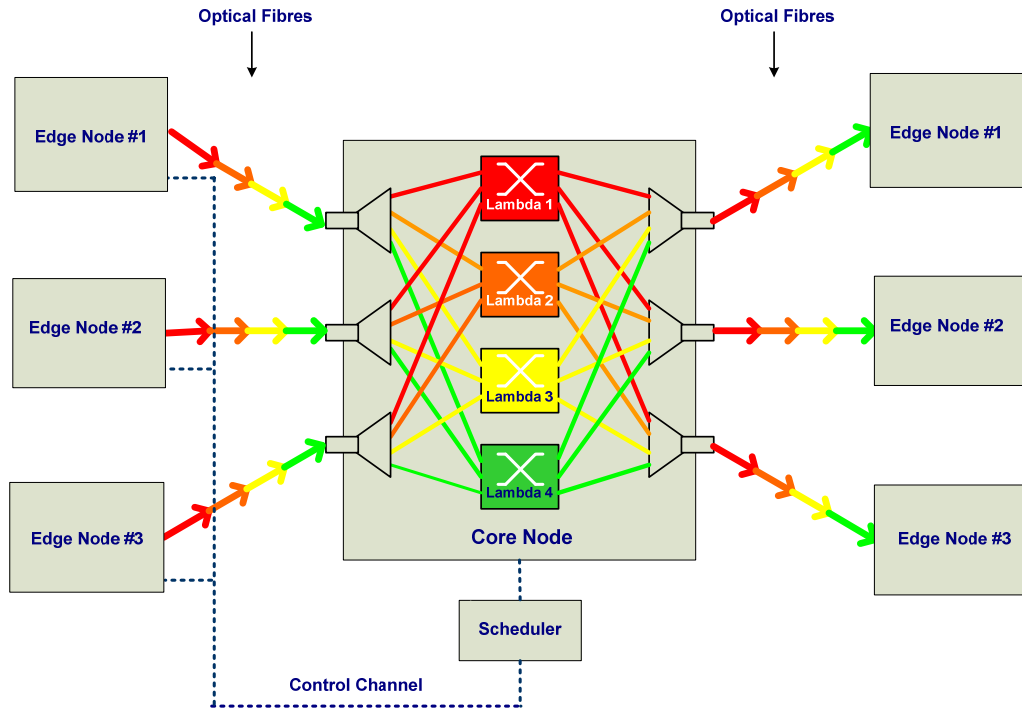 Optical Fibres
Optical Fibres
Edge Node #1
Edge Node #1
Lambda 1
Edge Node #2
Lambda 2
Edge Node #2
Lambda 3
Lambda 4
Edge Node #3
Core Node
Edge Node #3
Scheduler
Control Channel